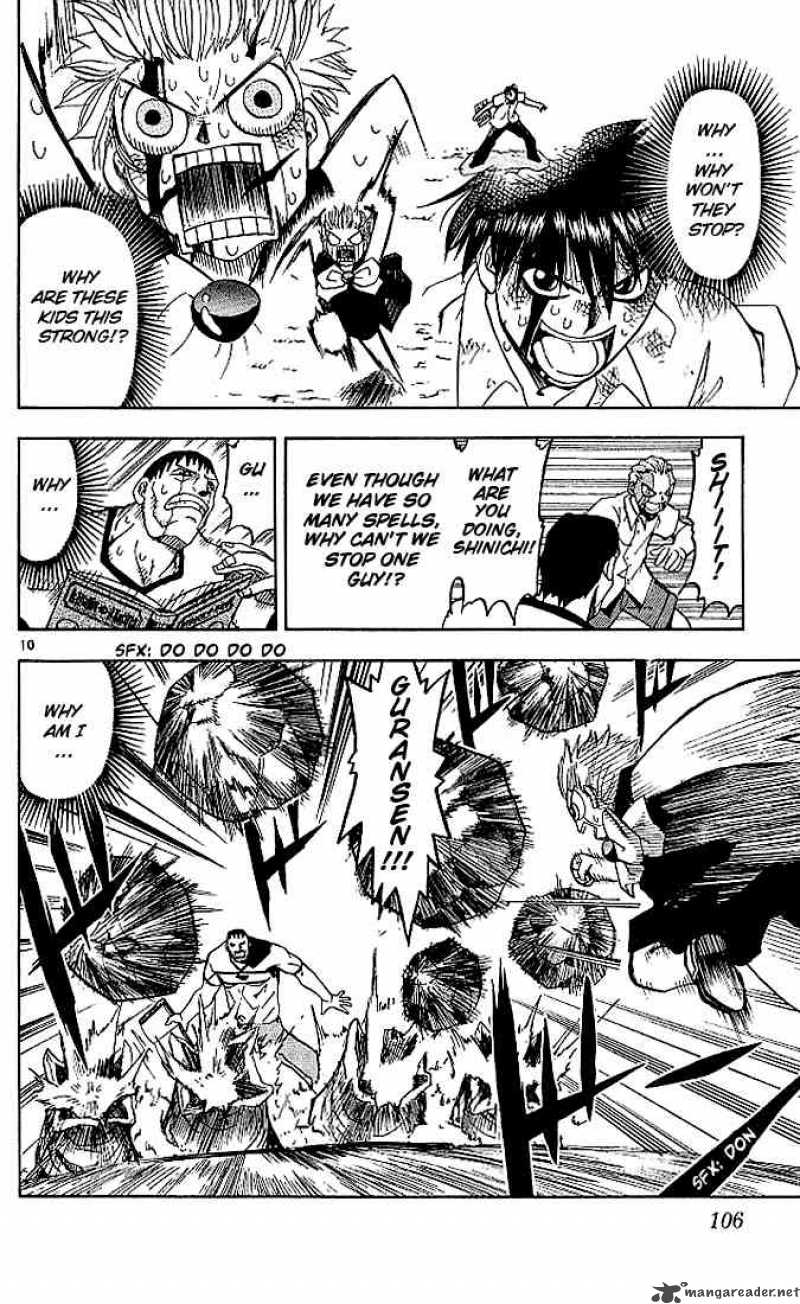 WHY
...
WHY
WON'T
THEY
STOP?
WHY
ARE THESE
KIDS THIS
STRONG!?
SHIIIT!
WHAT
ARE
YOU
DOING,
SHINICHI!
EVEN THOUGH
WE HAVE SO
MANY SPELLS,
WHY CAN'T WE
STOP ONE
GUY!?
GU
...
WHY
...
10
SFX: DO DO DO DO
GURANSEN!!!
WHY
AM I
...
SFX: DON
106
mangareader.net